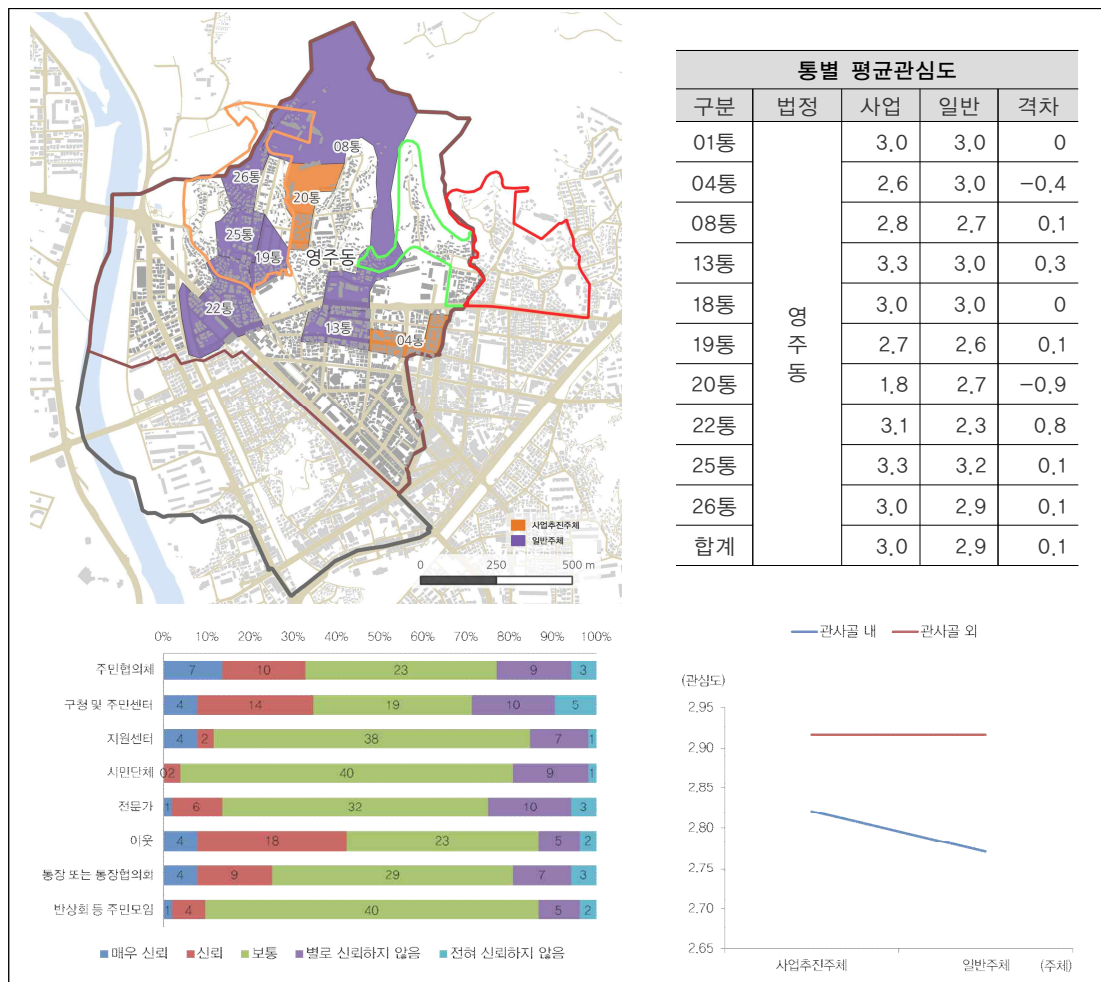 08통
26통
20통
25통
19통
영주동
22통
13통
04통
사업추진주체
일반주체
0 250 500 m
통별 평균관심도
구분 법정 사업 일반 격차
01통 3.0 3.0 0
04통 2.6 3.0 -0.4
08통 2.8 2.7 0.1
13통 3.3 3.0 0.3
18통 3.0 3.0 0
19통 2.7 2.6 0.1
20통 1.8 2.7 -0.9
22통 3.1 2.3 0.8
25통 3.3 3.2 0.1
26통 3.0 2.9 0.1
합계 3.0 2.9 0.1
영
주
동
0% 10% 20% 30% 40% 50% 60% 70% 80% 90% 100%
주민협의체 7 10 23 9 3
구청 및 주민센터 4 14 19 10 5
지원센터 4 2 38 7 1
시민단체 0 2 40 9 1
전문가 1 6 32 10 3
이웃 4 18 23 5 2
통장 또는 통장협의회 4 9 29 7 3
반상회 등 주민모임 1 4 40 5 2
매우 신뢰 신뢰 보통 별로 신뢰하지 않음 전혀 신뢰하지 않음
관사골 내 관사골 외
(관심도)
2.95
2.90
2.85
2.80
2.75
2.70
2.65
사업추진주체 일반주체 (주체)